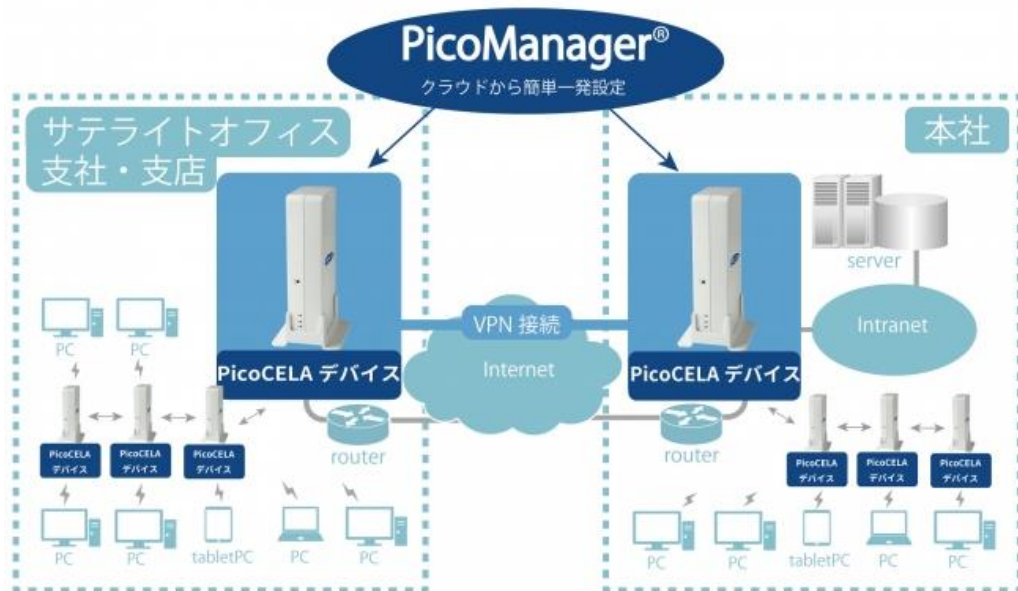 PicoManager®
クラウドから簡単一発設定
サテライトオフィス
支社・支店
本社
server
Intranet
VPN 接続
Internet
PicoCELA デバイス
PicoCELA デバイス
router
router
PC
PC
PicoCELA
デバイス
PicoCELA
デバイス
PicoCELA
デバイス
PC
PC
tabletPC
PC
PC
PicoCELA
デバイス
PicoCELA
デバイス
PicoCELA
デバイス
PC
PC
tabletPC
PC
PC